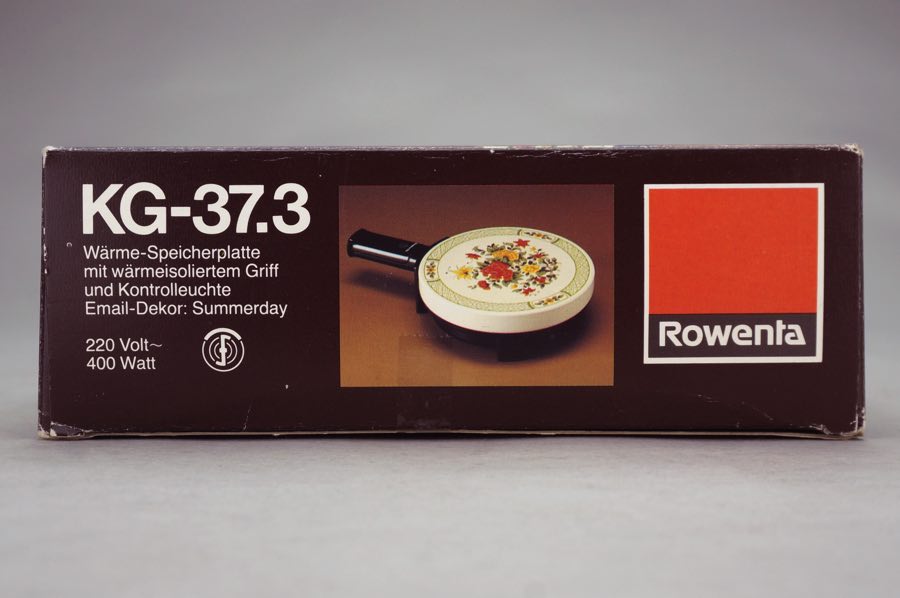 KG-37.3
Wärme-Speicherplatte
mit wärmeisoliertem Griff
und Kontrolleuchte
Email-Dekor: Summerday
220 Volt~
400 Watt
Rowenta